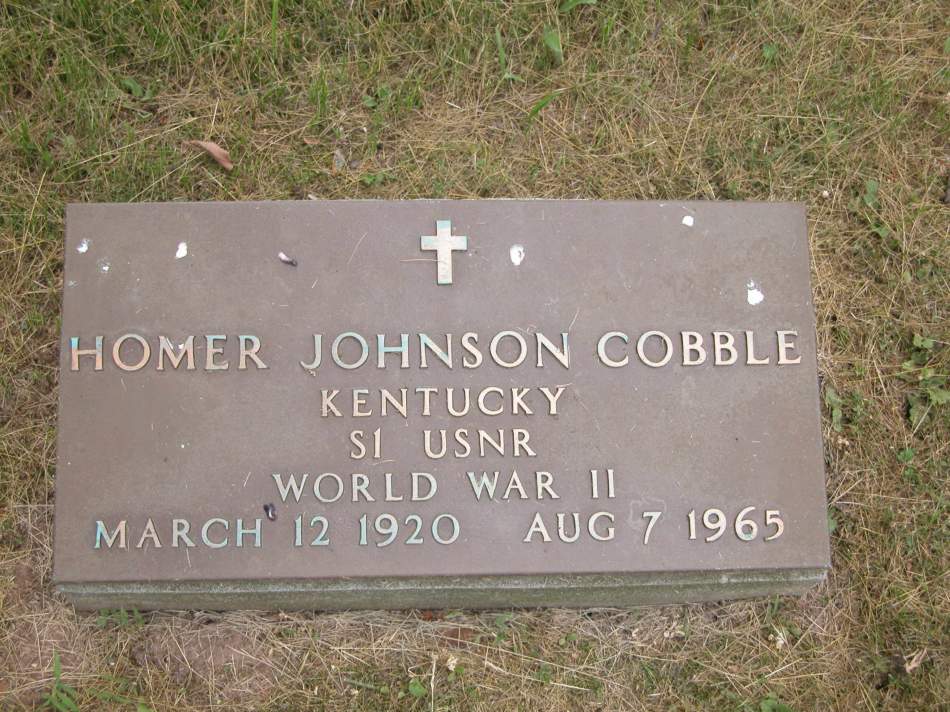 HOMER JOHNSON COBBLE
KENTUCKY
S1 USNR
WORLD WAR II
MARCH 12 1920 AUG 7 1965